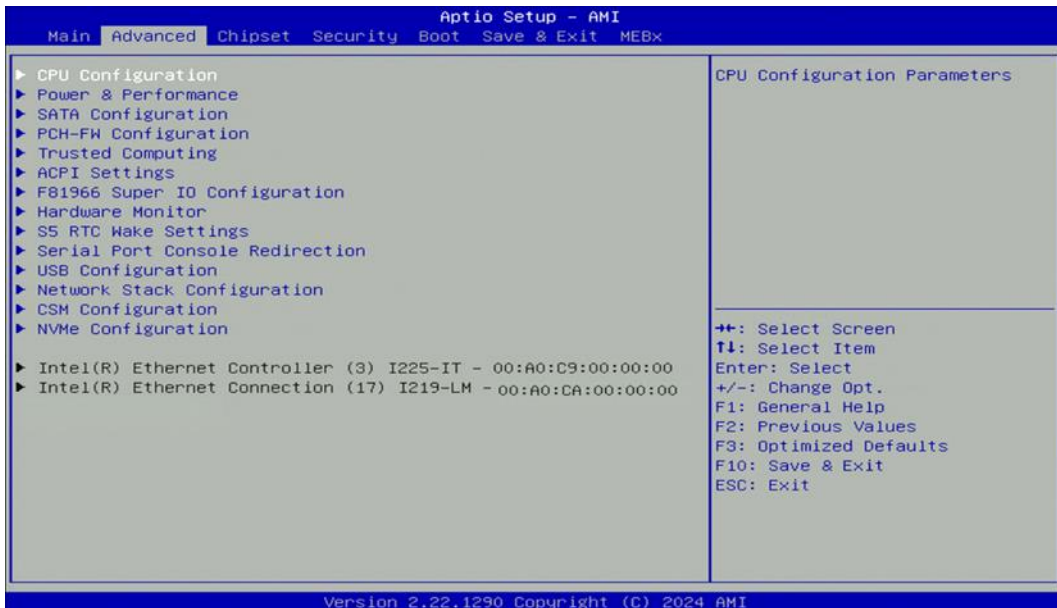 Aptio Setup – AMI
Main Advanced Chipset Security Boot Save & Exit MEBx
▶ CPU Configuration
▶ Power & Performance
▶ SATA Configuration
▶ PCH-FW Configuration
▶ Trusted Computing
▶ ACPI Settings
▶ F81966 Super IO Configuration
▶ Hardware Monitor
▶ S5 RTC Wake Settings
▶ Serial Port Console Redirection
▶ USB Configuration
▶ Network Stack Configuration
▶ CSM Configuration
▶ NVMe Configuration
▶ Intel(R) Ethernet Controller (3) I225-IT – 00:A0:C9:00:00:00
▶ Intel(R) Ethernet Connection (17) I219-LM – 00:A0:CA:00:00:00
CPU Configuration Parameters
→←: Select Screen
↑↓: Select Item
Enter: Select
+/-: Change Opt.
F1: General Help
F2: Previous Values
F3: Optimized Defaults
F10: Save & Exit
ESC: Exit
Version 2.22.1290 Copyright (C) 2024 AMI